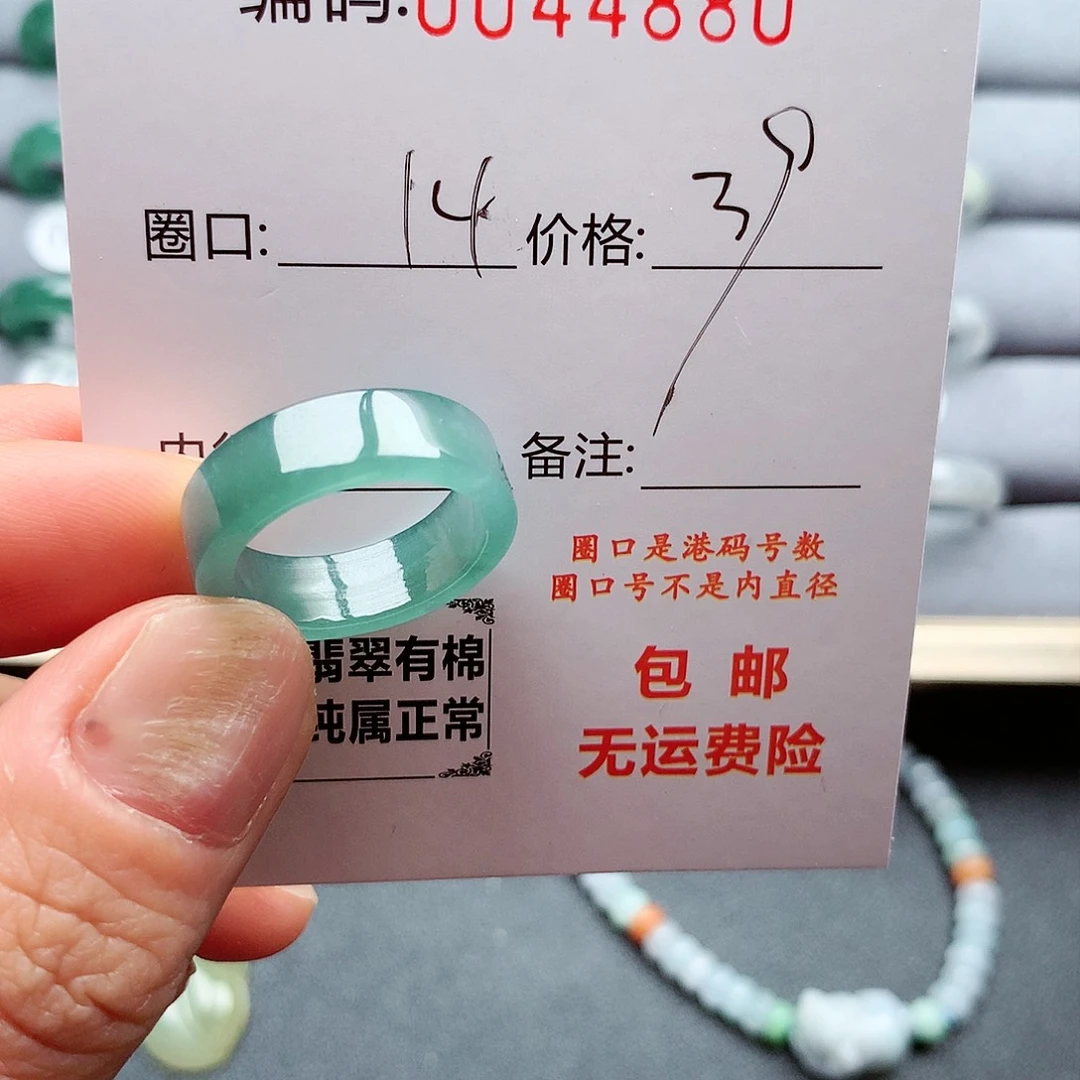 编码:0044880
圈口: 14 价格: 39
内径
备注:
圈口是港码号数
圈口号不是内直径
翡翠有棉
纯属正常
包 邮
无运费险